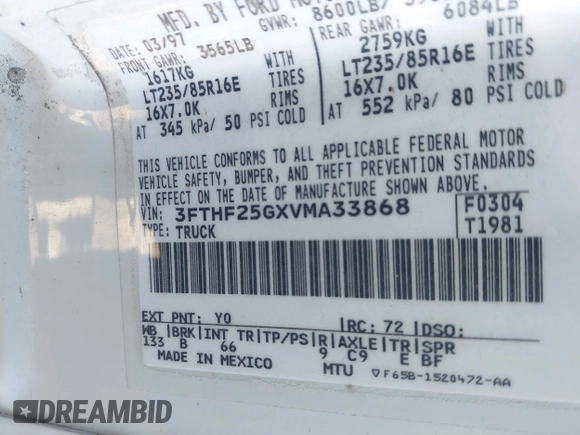 MFD. BY FORD MOTOR
03/97
GVWR: 8600LB/
FRONT GAWR: 3565LB
REAR GAWR: 6084LB
1617KG WITH 2759KG WITH
LT235/85R16E TIRES LT235/85R16E TIRES
16X7.0K RIMS 16X7.0K RIMS
AT 345 kPa/ 50 PSI COLD AT 552 kPa/ 80 PSI COLD
THIS VEHICLE CONFORMS TO ALL APPLICABLE FEDERAL MOTOR
VEHICLE SAFETY, BUMPER, AND THEFT PREVENTION STANDARDS
IN EFFECT ON THE DATE OF MANUFACTURE SHOWN ABOVE.
VIN: 3FTHF25GXVMA33868 F0304
TYPE: TRUCK T1981
EXT PNT: YO RC: 72 DSO:
WB BRK INT TR TP/PS R AXLE TR SPR
133 B 66 9 C9 E BF
MADE IN MEXICO MTU ▽F65B-1520472-AA
DREAMBID